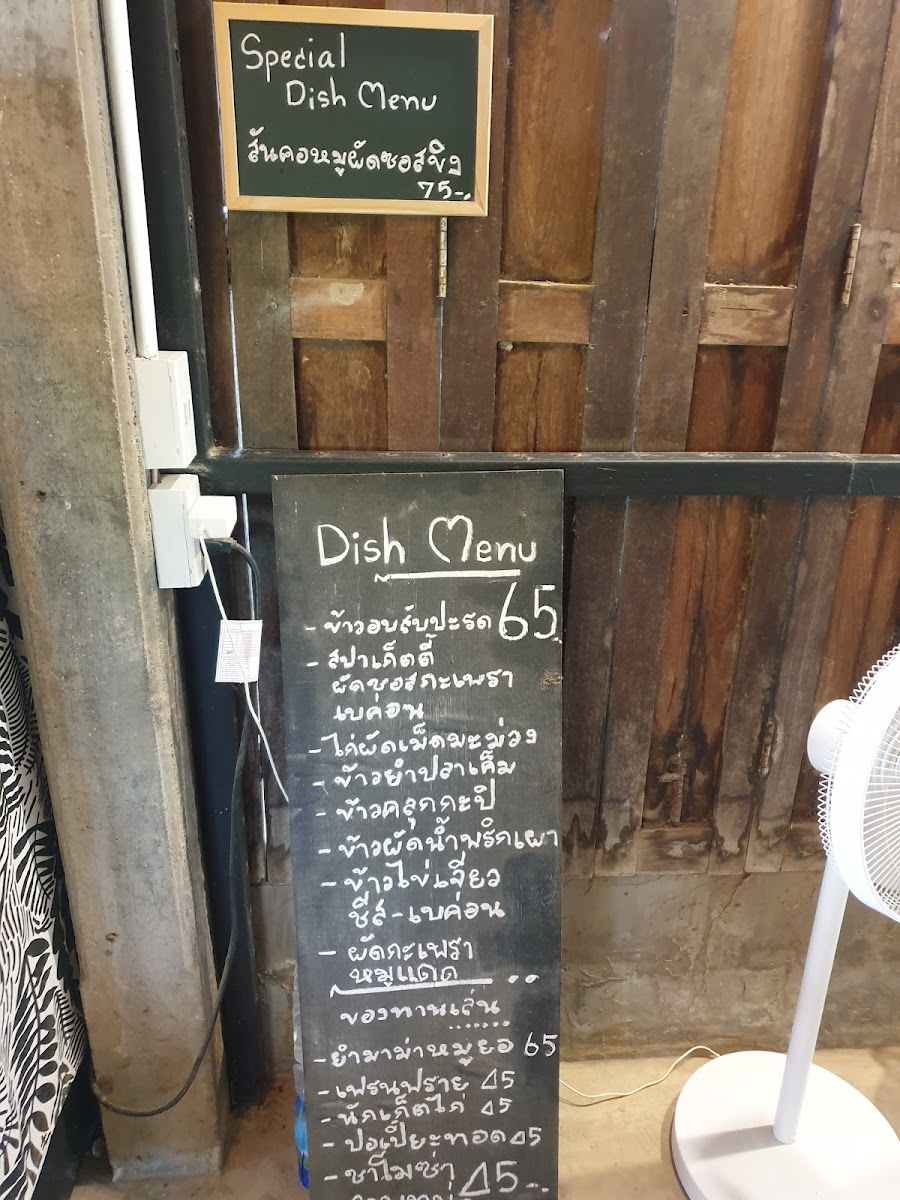 Special
Dish Menu
สันคอหมูผัดซอสขิง
75-.
Dish Menu
- ข้าวอบสับปะรด 65
- สปาเก็ตตี้
ผัดซอสกะเพรา
เบค่อน
- ไก่ผัดเม็ดมะม่วง
- ข้าวยำปลาเค็ม
- ข้าวคลุกกะปิ
- ข้าวผัดน้ำพริกเผา
- ข้าวไข่เจียว
ชีส-เบค่อน
- ผัดกะเพรา
หมูแดด
ของทานเล่น
- ยำมาม่าหมูยอ 65
- เฟรนฟราย 45
- นักเก็ตไก่ 45
- ปอเปี๊ยะทอด 45
- ชาโมซ่า 45-.